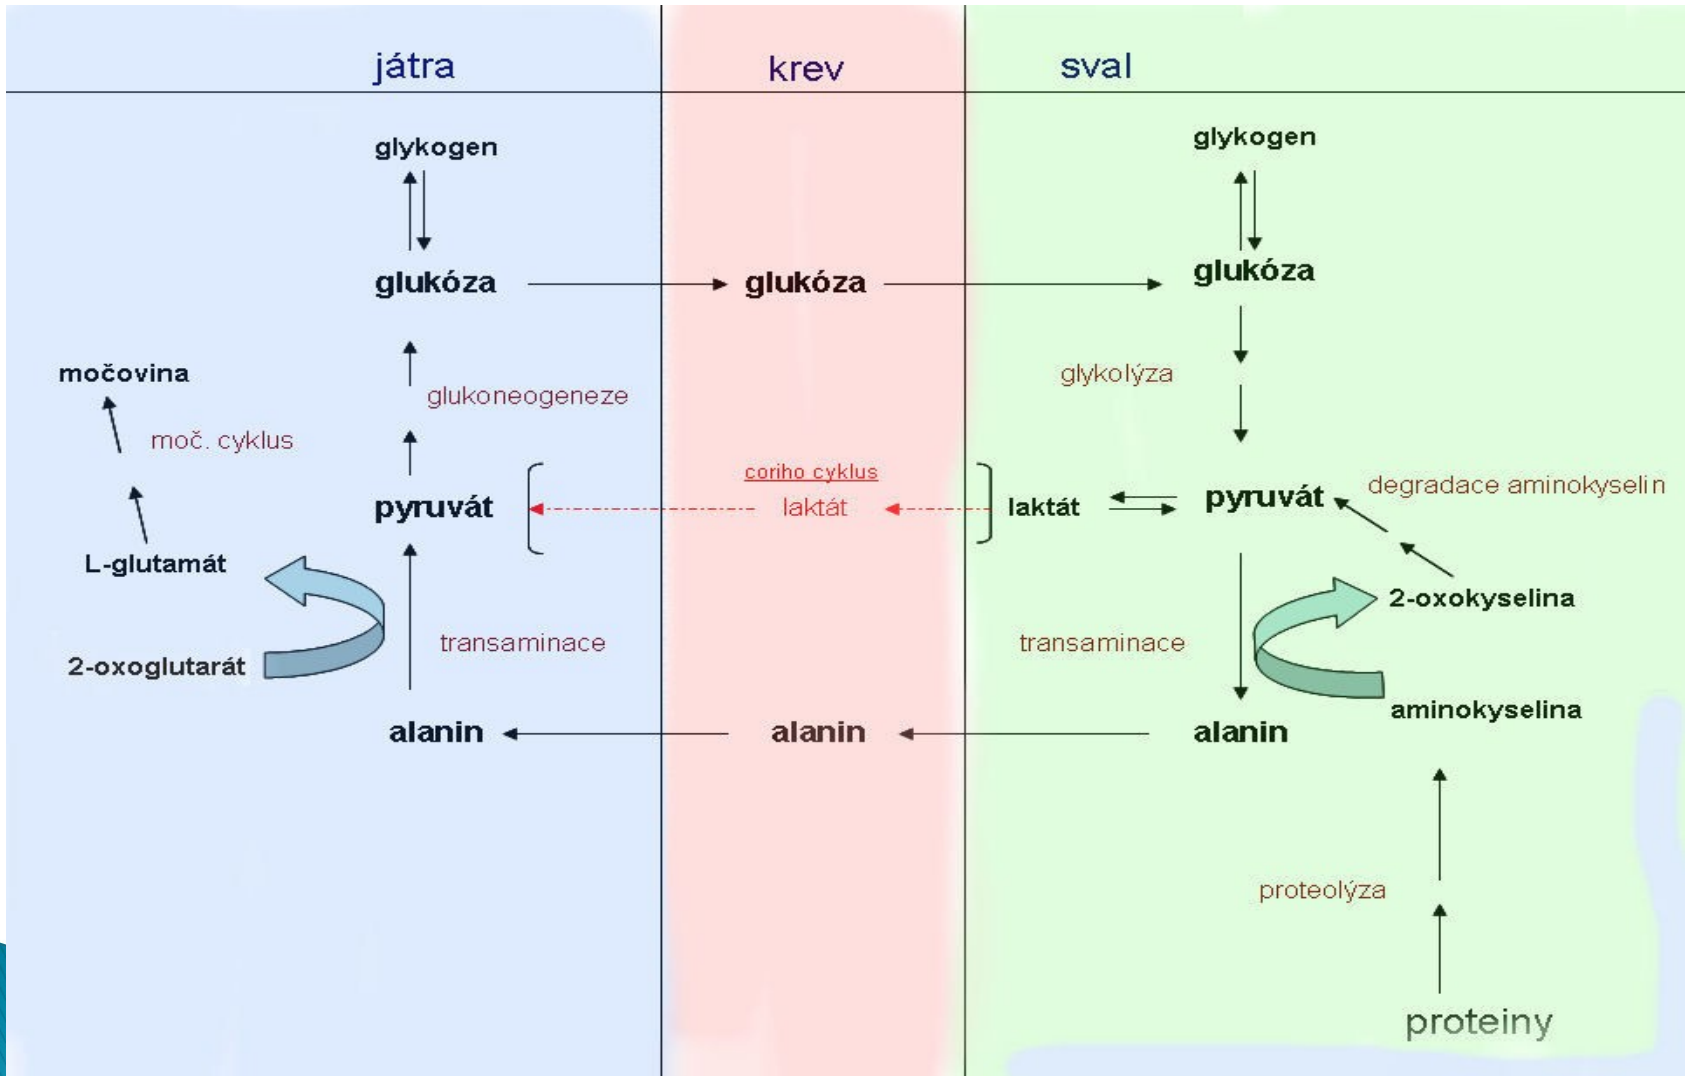 játra
krev
sval
glykogen
glykogen
glukóza
glukóza
glukóza
močovina
glukoneogeneze
glykolýza
moč. cyklus
pyruvát
coriho cyklus
laktát
laktát
pyruvát
degradace aminokyselin
L-glutamát
2-oxokyselina
2-oxoglutarát
transaminace
transaminace
aminokyselina
alanin
alanin
alanin
proteolýza
proteiny